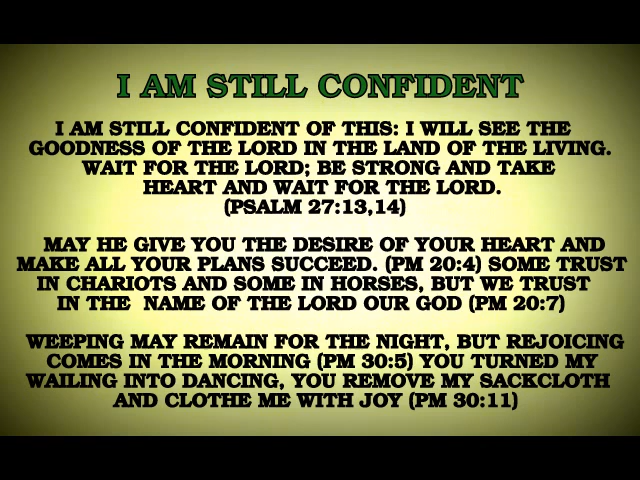 I AM STILL CONFIDENT
I AM STILL CONFIDENT OF THIS: I WILL SEE THE
GOODNESS OF THE LORD IN THE LAND OF THE LIVING.
WAIT FOR THE LORD; BE STRONG AND TAKE
HEART AND WAIT FOR THE LORD.
(PSALM 27:13,14)
MAY HE GIVE YOU THE DESIRE OF YOUR HEART AND
MAKE ALL YOUR PLANS SUCCEED. (PM 20:4) SOME TRUST
IN CHARIOTS AND SOME IN HORSES, BUT WE TRUST
IN THE NAME OF THE LORD OUR GOD (PM 20:7)
WEEPING MAY REMAIN FOR THE NIGHT, BUT REJOICING
COMES IN THE MORNING (PM 30:5) YOU TURNED MY
WAILING INTO DANCING, YOU REMOVE MY SACKCLOTH
AND CLOTHE ME WITH JOY (PM 30:11)